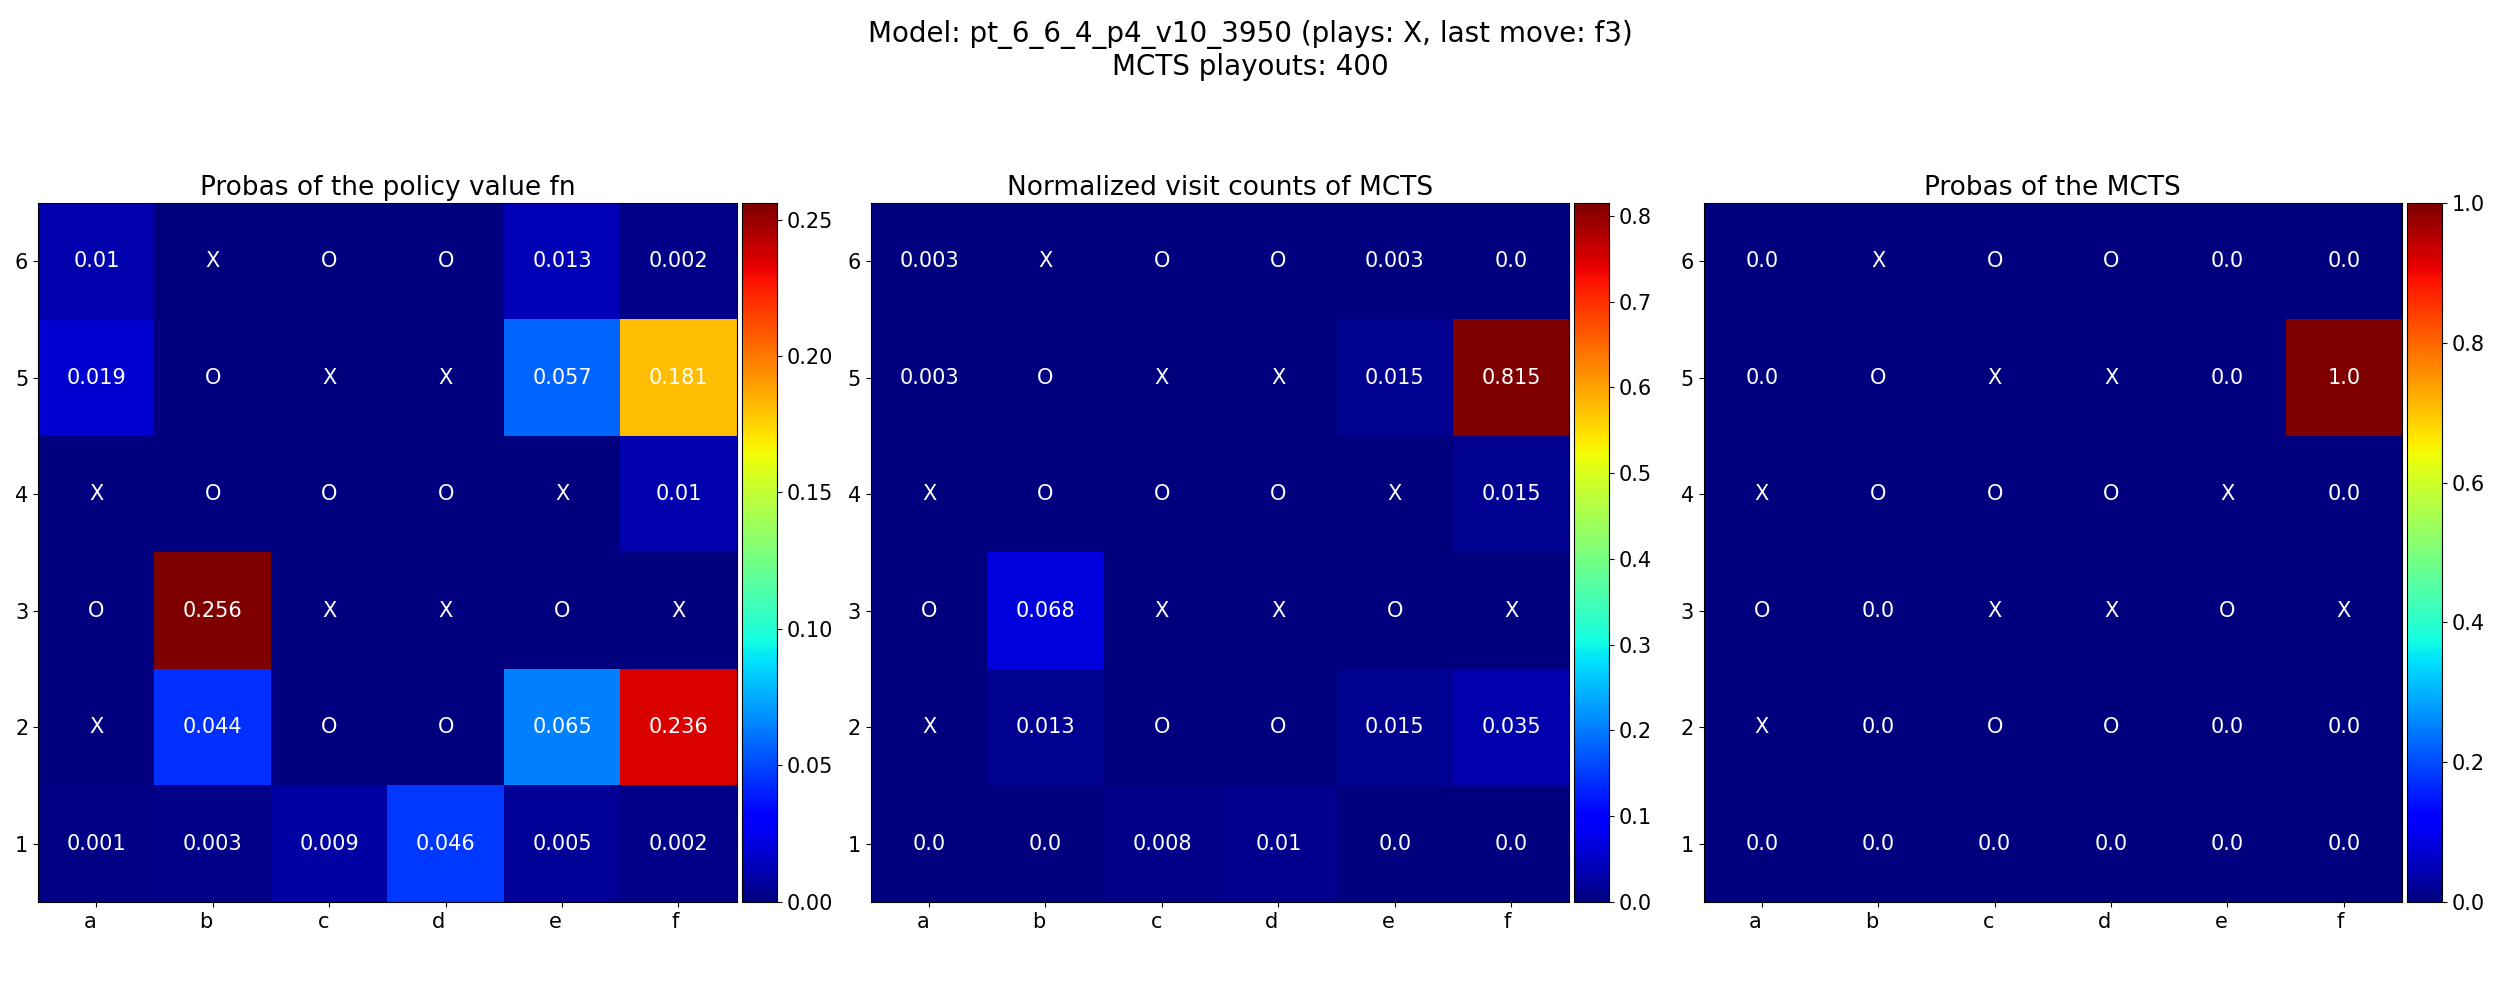 Model: pt_6_6_4_p4_v10_3950 (plays: X, last move: f3)
MCTS playouts: 400
Probas of the policy value fn
6 0.01 X O O 0.013 0.002
5 0.019 O X X 0.057 0.181
4 X O O O X 0.01
3 O 0.256 X X O X
2 X 0.044 O O 0.065 0.236
1 0.001 0.003 0.009 0.046 0.005 0.002
a b c d e f
0.25
0.20
0.15
0.10
0.05
0.00
Normalized visit counts of MCTS
6 0.003 X O O 0.003 0.0
5 0.003 O X X 0.015 0.815
4 X O O O X 0.015
3 O 0.068 X X O X
2 X 0.013 O O 0.015 0.035
1 0.0 0.0 0.008 0.01 0.0 0.0
a b c d e f
0.8
0.7
0.6
0.5
0.4
0.3
0.2
0.1
0.0
Probas of the MCTS
6 0.0 X O O 0.0 0.0
5 0.0 O X X 0.0 1.0
4 X O O O X 0.0
3 O 0.0 X X O X
2 X 0.0 O O 0.0 0.0
1 0.0 0.0 0.0 0.0 0.0 0.0
a b c d e f
1.0
0.8
0.6
0.4
0.2
0.0